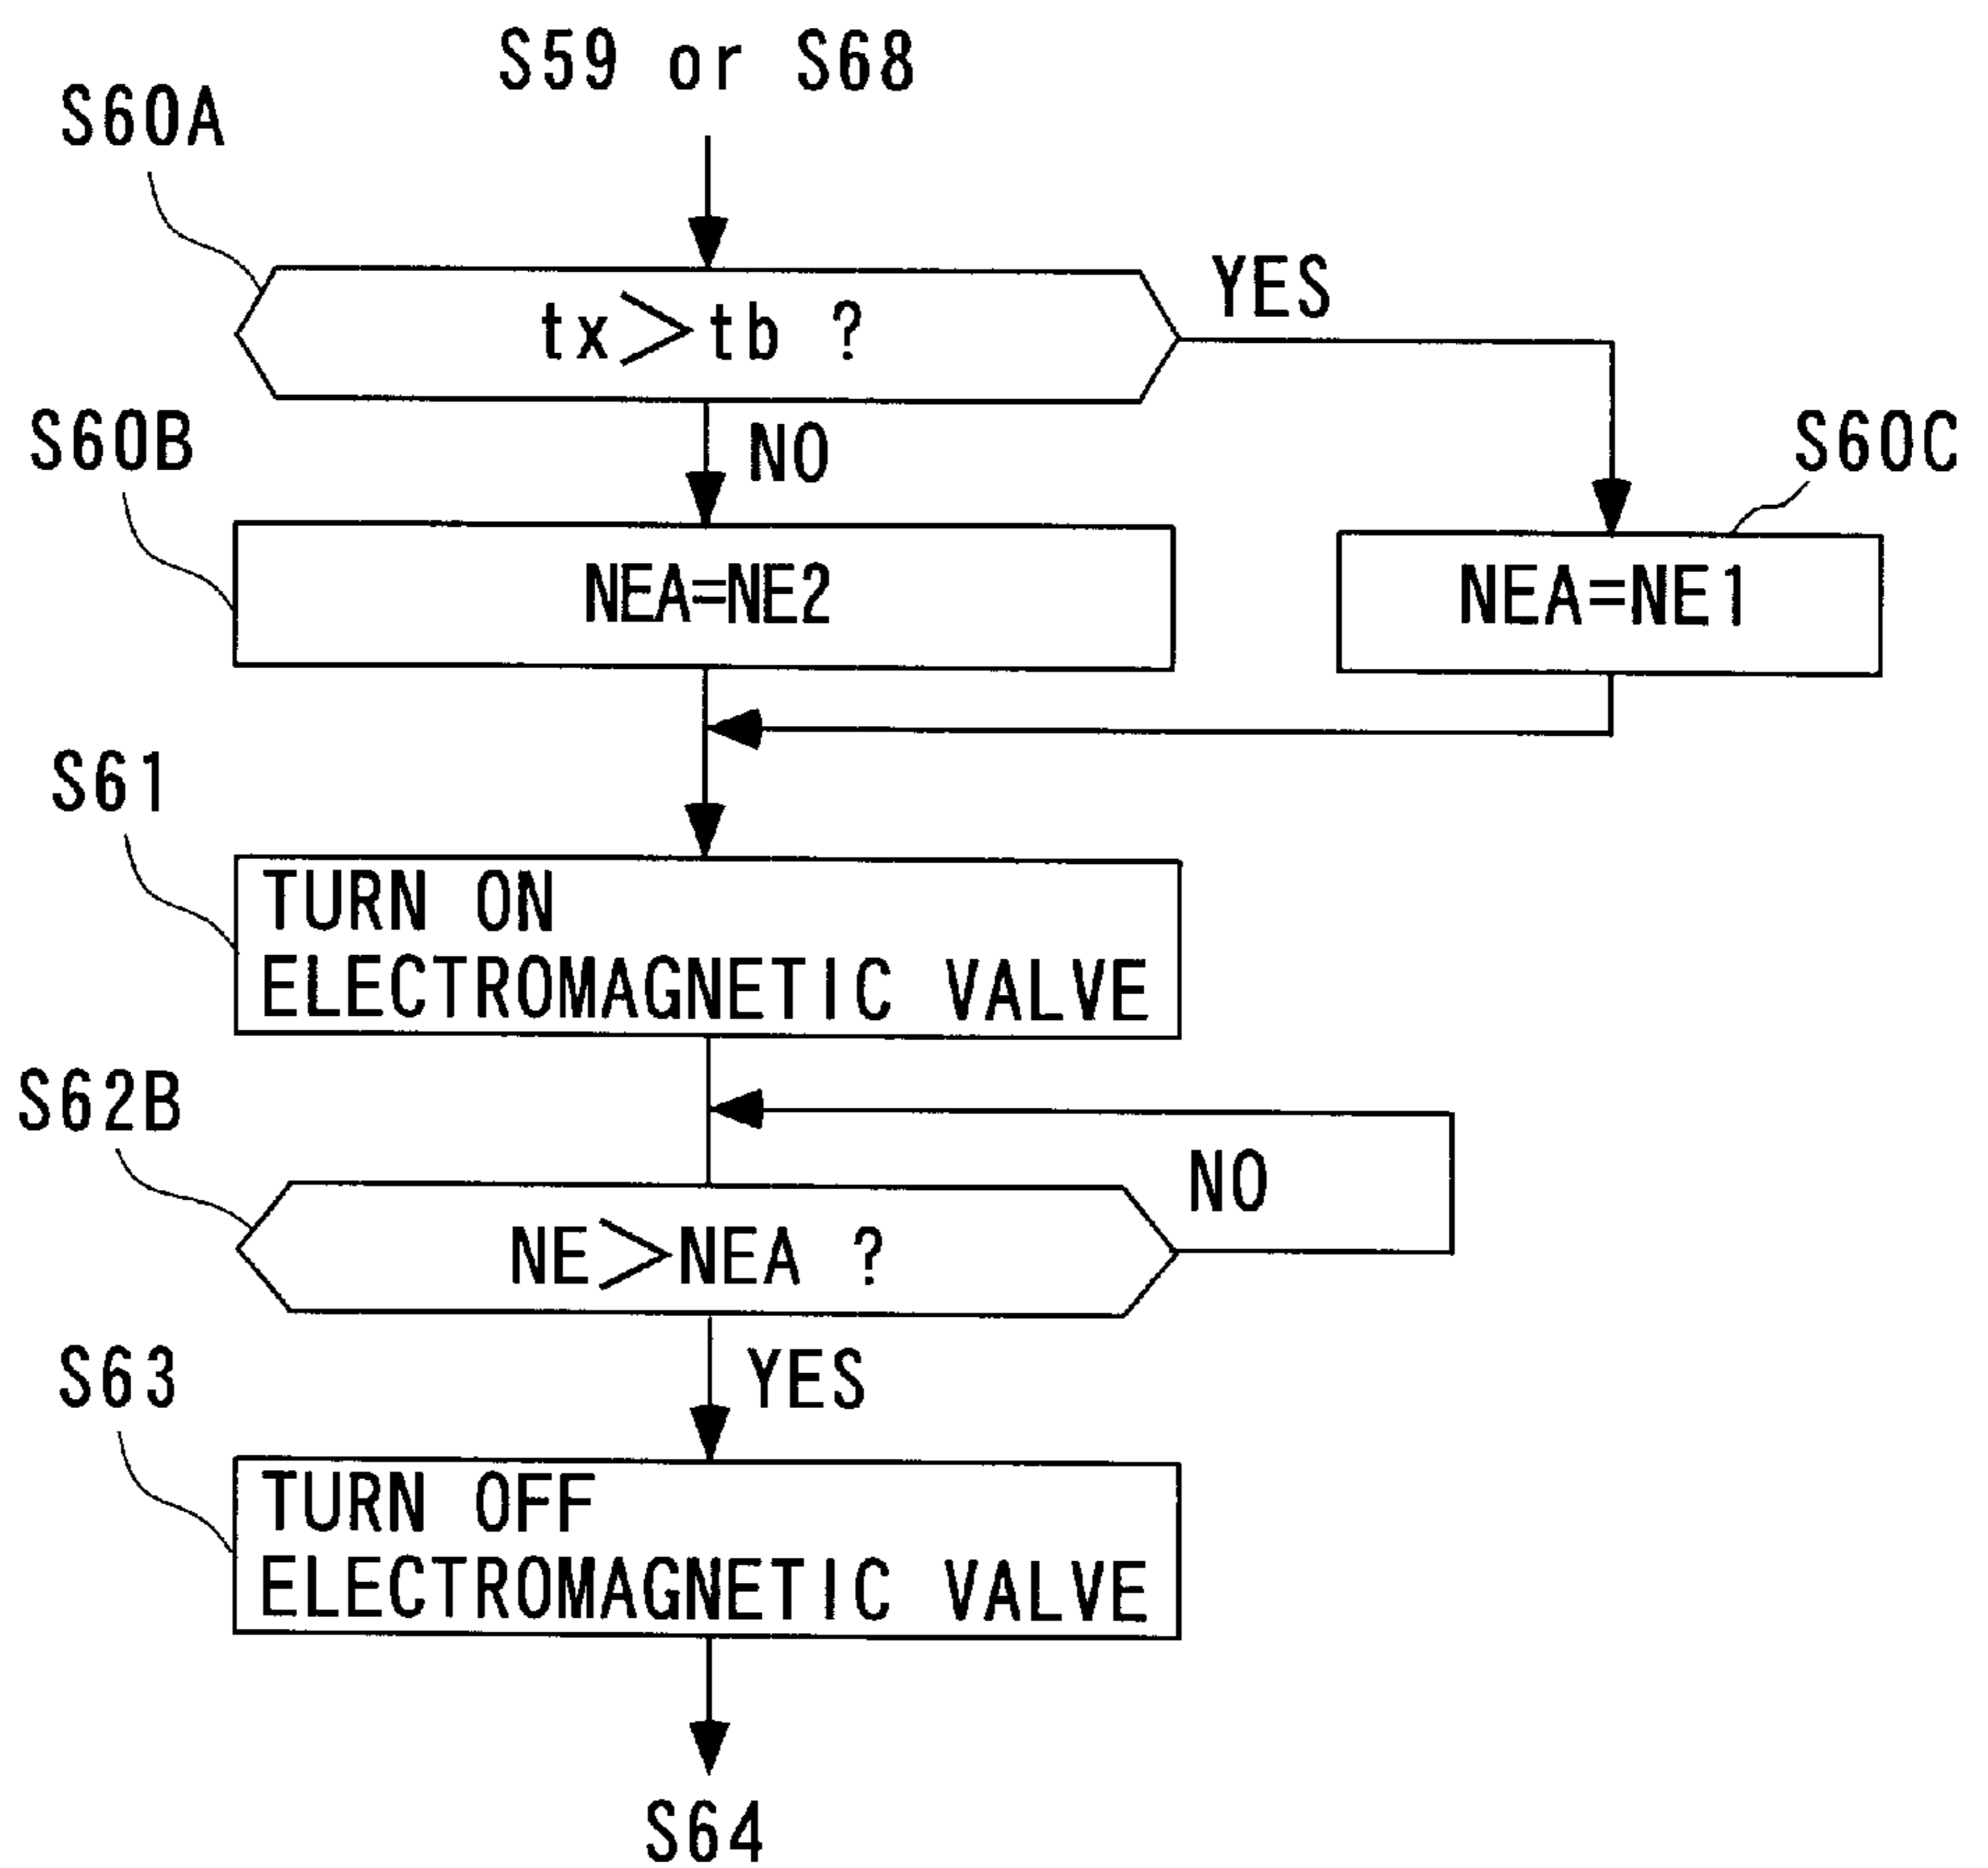 S59 or S68
S60A
tx>tb ?
YES
NO
S60B
S60C
NEA=NE2
NEA=NE1
S61
TURN ON
ELECTROMAGNETIC VALVE
S62B
NO
NE>NEA ?
YES
S63
TURN OFF
ELECTROMAGNETIC VALVE
S64